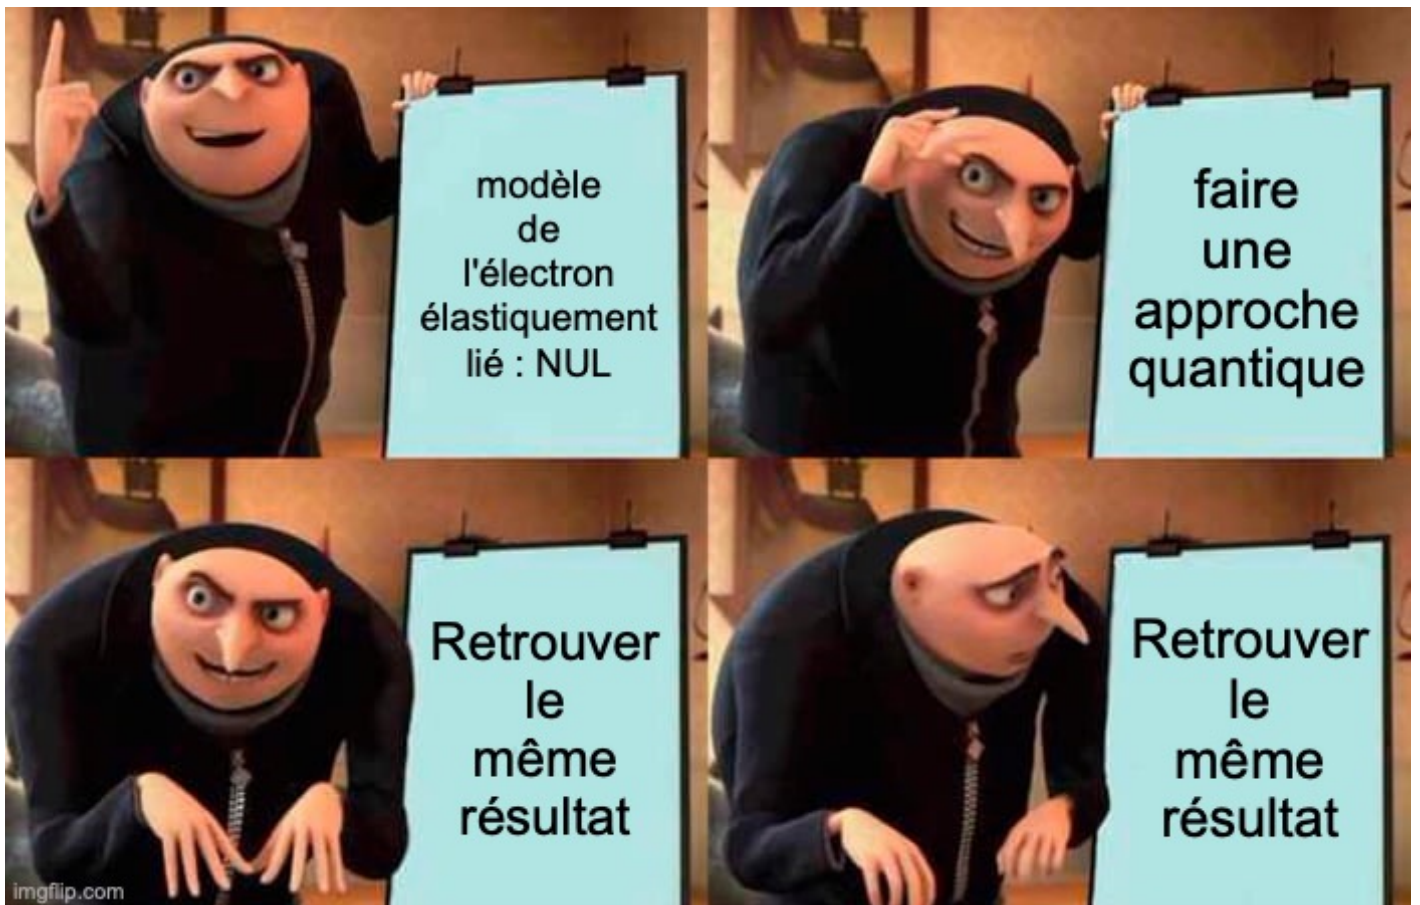 modèle
de
l'électron
élastiquement
lié : NUL
faire
une
approche
quantique
Retrouver
le
même
résultat
Retrouver
le
même
résultat
imgflip.com